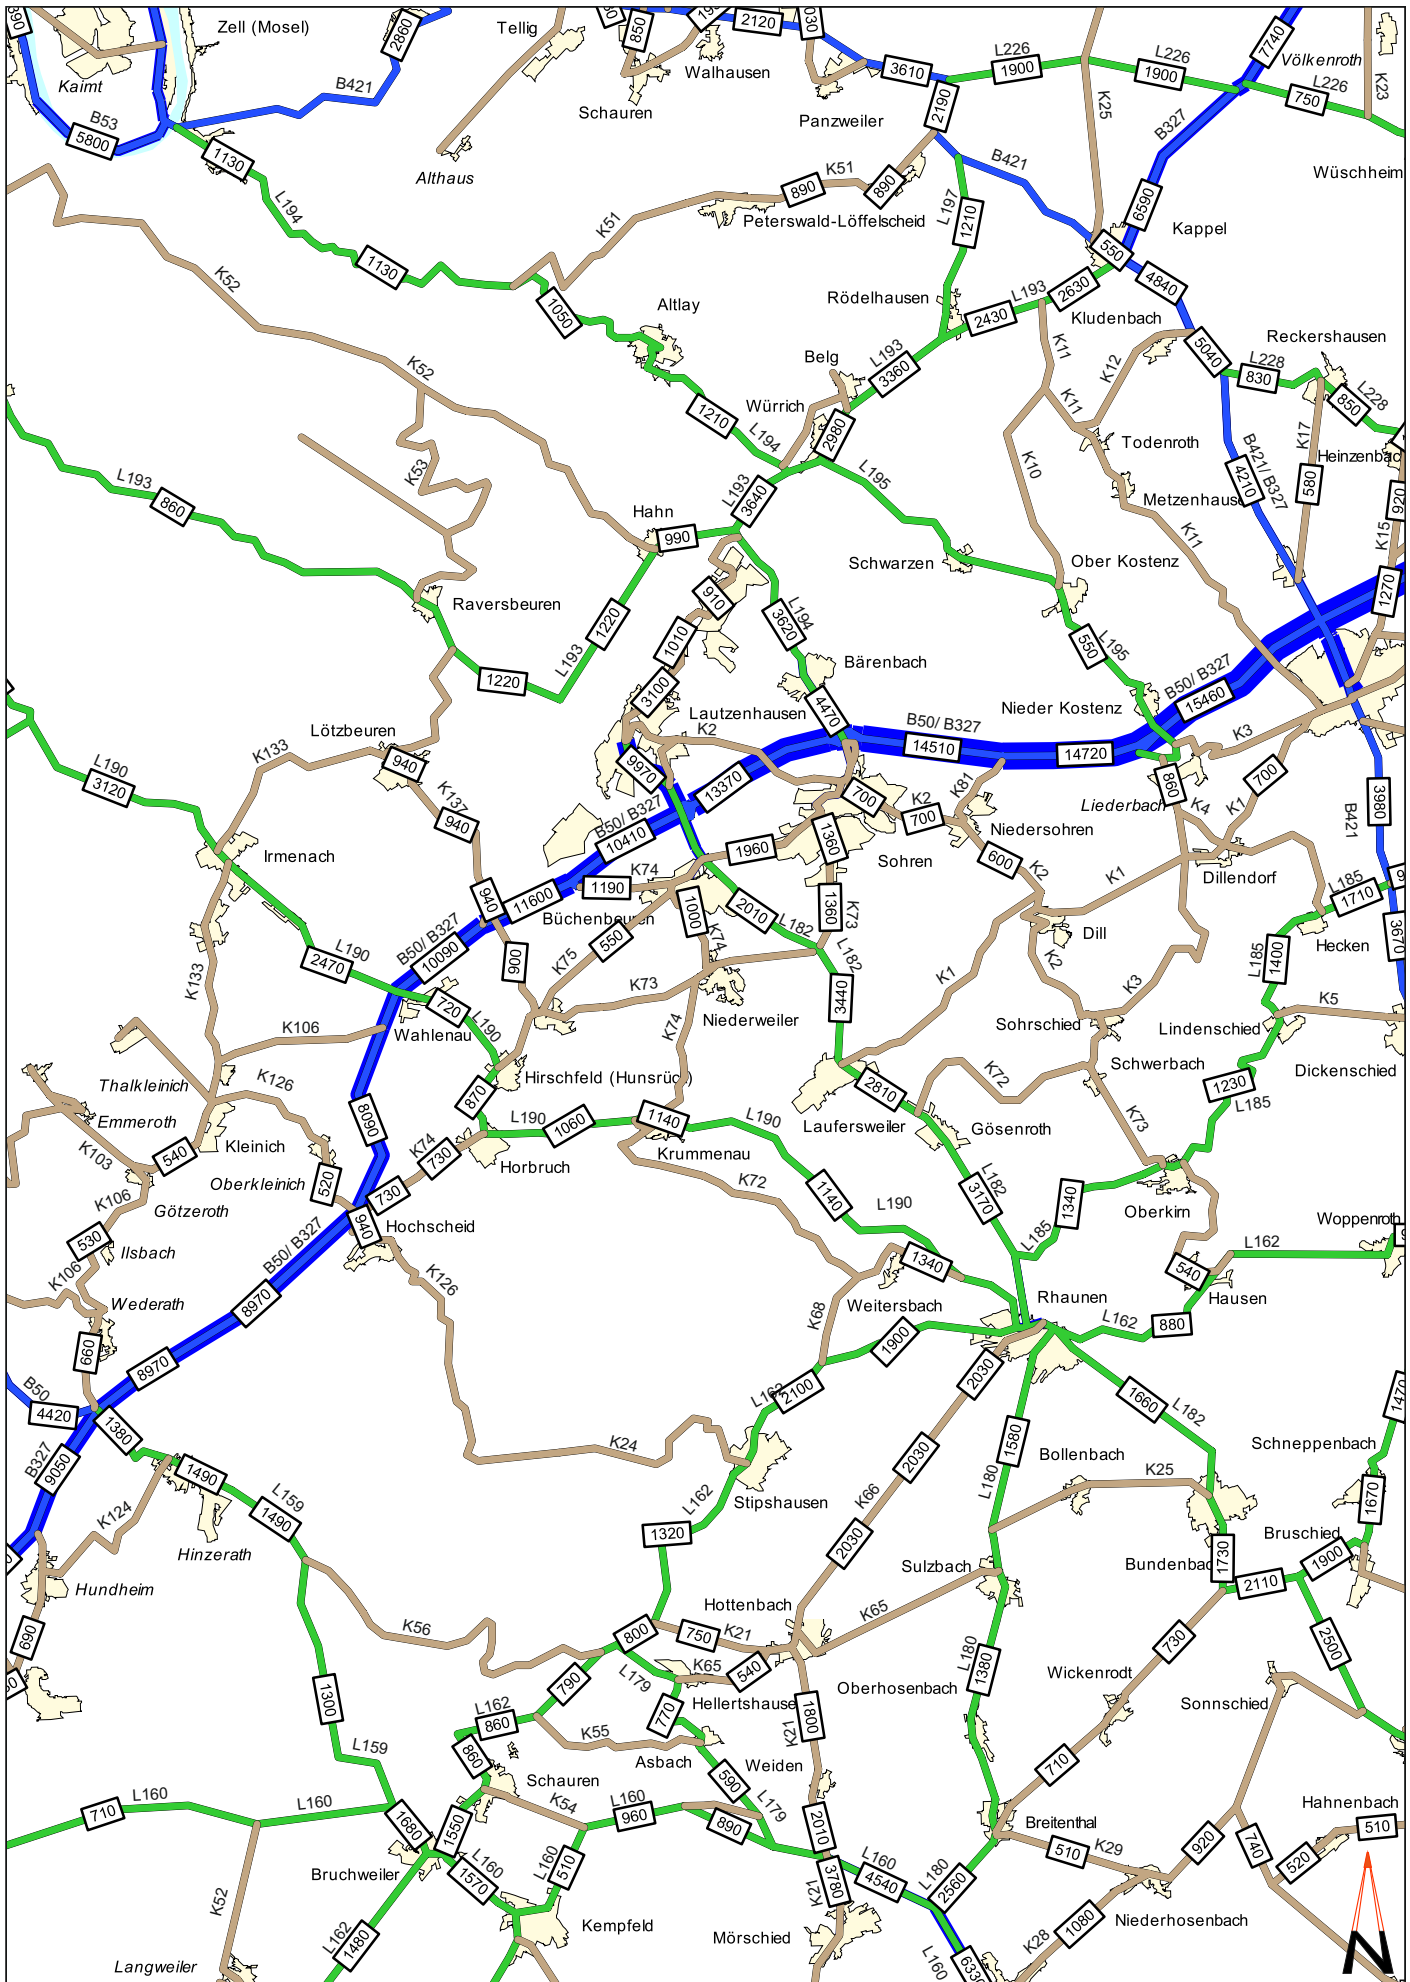 Zell (Mosel)
Kaimt
B53
5800
2860
B421
Tellig
Althaus
850
2120
Walhausen
Schauren
3610
L226
1900
L226
1900
7740
Völkenroth
L226
750
K23
2190
Panzweiler
K25
B327
Wüschheim
1130
L194
K51
890
890
B421
L197
1210
6590
Kappel
Peterswald-Löffelscheid
K51
K52
1130
1050
Altlay
Rödelhausen
550
4840
2630
L193
2430
Kludenbach
5040
Reckershausen
L228
830
850
L228
K52
Belg
L193
3360
K11
K12
K11
1210
Würrich
L194
2980
L195
Todenroth
K10
K17
580
B421/ B327
4210
K53
L193
860
L193
3640
Hahn
990
Metzenhause
K11
920
K15
1270
Schwarzen
Ober Kostenz
Raversbeuren
910
1010
3100
L194
3620
1220
L193
1220
Bärenbach
L195
550
4470
Lautzenhausen
K2
Nieder Kostenz
B50/ B327
15460
B50/ B327
14510
14720
K3
Lötzbeuren
K133
940
K137
940
L190
3120
9970
13370
B50/ B327
10410
700
K2
700
K81
Liederbach
860
K4
K1
700
3980
B421
Irmenach
1960
1360
Sohren
Niedersohren
600
K2
K1
Dillendorf
K74
1190
Büchenbeuren
11600
940
1000
K74
2010
L182
1360
K73
L185
1710
3670
B50/ B327
10090
L190
2470
900
K75
550
K73
L182
3440
Dill
K2
K1
K3
Hecken
L185
1400
K133
720
L190
Wahlenau
K106
Niederweiler
K74
Sohrschied
Lindenschied
K5
Thalkleinich
K126
Emmeroth
Hirschfeld (Hunsrück)
870
2810
K72
Schwerbach
1230
L185
Dickenschied
8090
K103
540
Kleinich
L190
1060
1140
L190
Laufersweiler
Gösenroth
K73
K74
730
Horbruch
Krummenau
K72
Oberkleinich
520
730
K106
Götzeroth
L182
3170
1340
Oberkirn
1140
L190
530
Ilsbach
B50/ B327
940
Hochscheid
L185
Woppenroth
L162
K106
K126
1340
540
Wederath
8970
K68
Weitersbach
Rhaunen
Hausen
L162
880
660
8970
1900
2030
B50
4420
1380
2100
1660
L182
1470
B327
9050
1490
K24
2030
1580
Bollenbach
Schneppenbach
K25
L159
1490
Stipshausen
L162
K66
L180
1670
K124
Hinzerath
1320
2030
Bruschied
1900
Sulzbach
Bundenbac
1730
2110
Hundheim
Hottenbach
K65
K56
800
750
K21
2500
690
730
K65
540
L179
L180
1380
Wickenrodt
790
770
Hellertshause
Oberhosenbach
Sonnschied
1300
L162
860
K55
K21
1800
L159
860
Asbach
Weiden
710
Schauren
590
L160
710
L160
1680
1550
K54
L160
960
890
L179
2010
Breitenthal
Hahnenbach
510
K29
510
920
740
520
Bruchweiler
L160
1570
L160
510
L160
4540
K21
3780
L180
2560
K52
L162
1480
Kempfeld
Mörschied
1080
Niederhosenbach
K28
Langweiler
L160
N